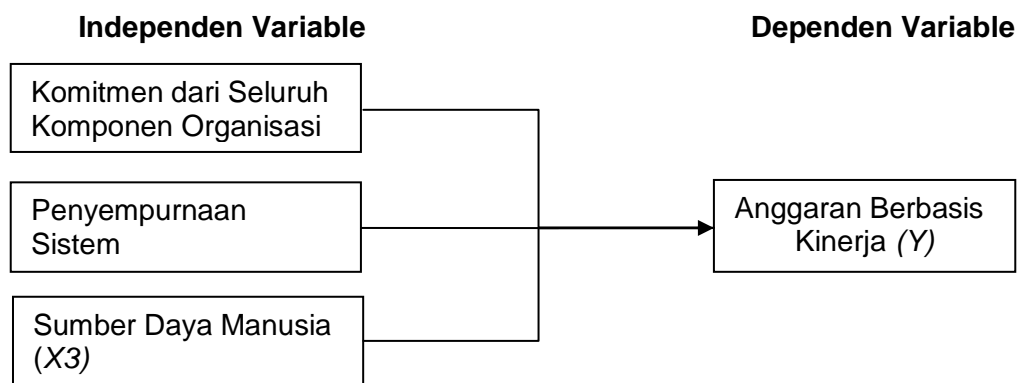 Independen Variable
Dependen Variable
Komitmen dari Seluruh
Komponen Organisasi
Penyempurnaan
Sistem
Sumber Daya Manusia
(X3)
Anggaran Berbasis
Kinerja (Y)